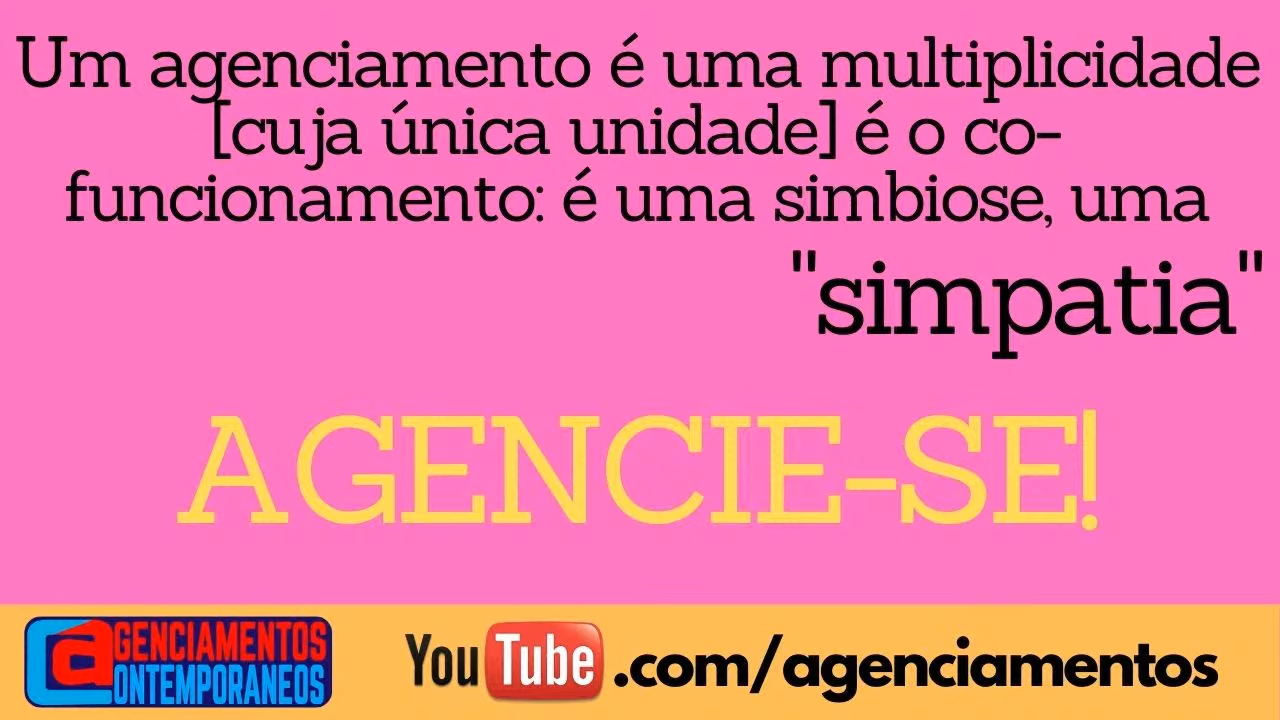 Um agenciamento é uma multiplicidade
[cuja única unidade] é o co-
funcionamento: é uma simbiose, uma
"simpatia"
AGENCIE-SE!
AGENCIAMENTOS
CONTEMPORANEOS
YouTube.com/agenciamentos